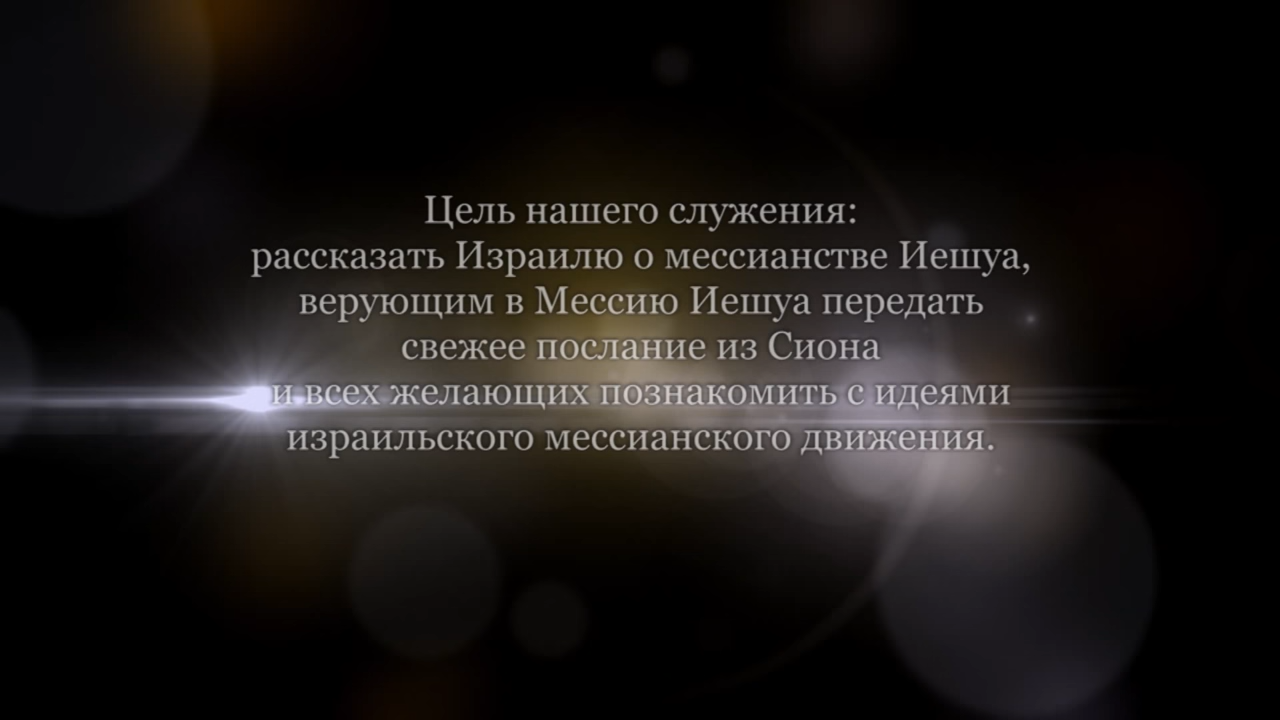 Цель нашего служения:
рассказать Израилю о мессианстве Иешуа,
верующим в Мессию Иешуа передать
свежее послание из Сиона
и всех желающих познакомить с идеями
израильского мессианского движения.